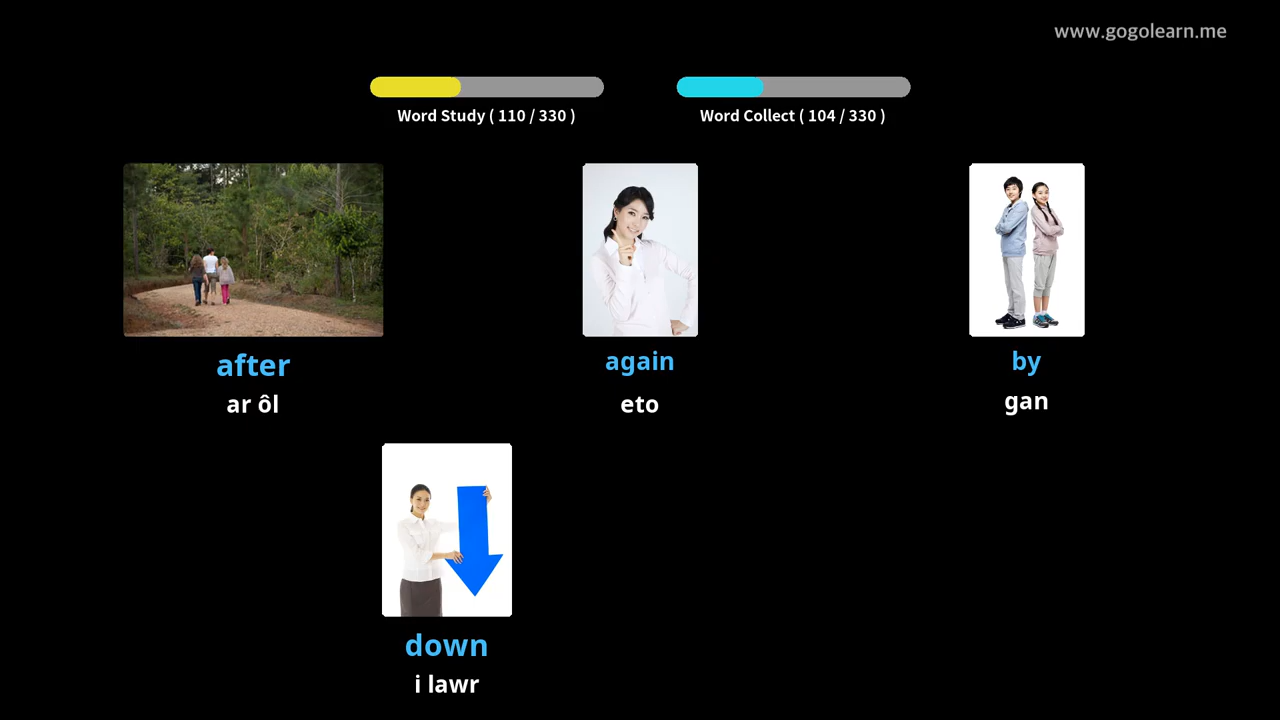 www.gogolearn.me
Word Study ( 110 / 330 )
Word Collect ( 104 / 330 )
after
ar ôl
again
eto
by
gan
down
i lawr